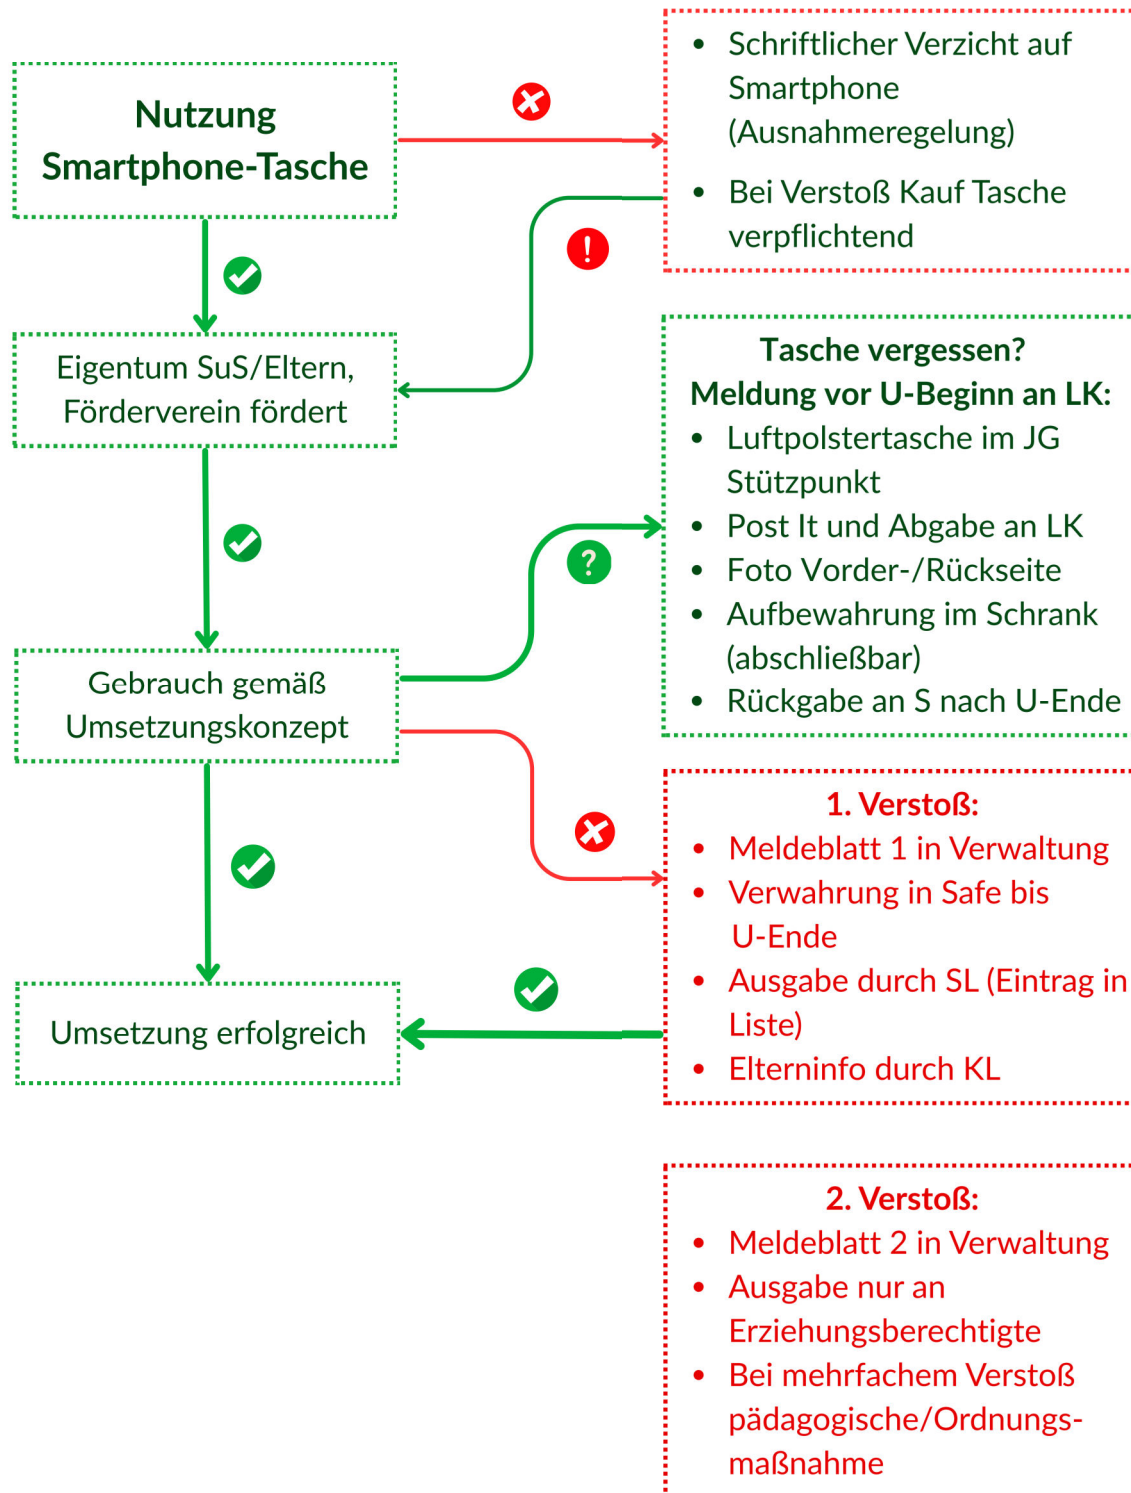 Nutzung
Smartphone-Tasche
• Schriftlicher Verzicht auf
Smartphone
(Ausnahmeregelung)
• Bei Verstoß Kauf Tasche
verpflichtend
!
Eigentum SuS/Eltern,
Förderverein fördert
Tasche vergessen?
Meldung vor U-Beginn an LK:
• Luftpolstertasche im JG
Stützpunkt
• Post It und Abgabe an LK
• Foto Vorder-/Rückseite
• Aufbewahrung im Schrank
(abschließbar)
• Rückgabe an S nach U-Ende
?
Gebrauch gemäß
Umsetzungskonzept
1. Verstoß:
• Meldeblatt 1 in Verwaltung
• Verwahrung in Safe bis
U-Ende
• Ausgabe durch SL (Eintrag in
Liste)
• Elterninfo durch KL
Umsetzung erfolgreich
2. Verstoß:
• Meldeblatt 2 in Verwaltung
• Ausgabe nur an
Erziehungsberechtigte
• Bei mehrfachem Verstoß
pädagogische/Ordnungs-
maßnahme